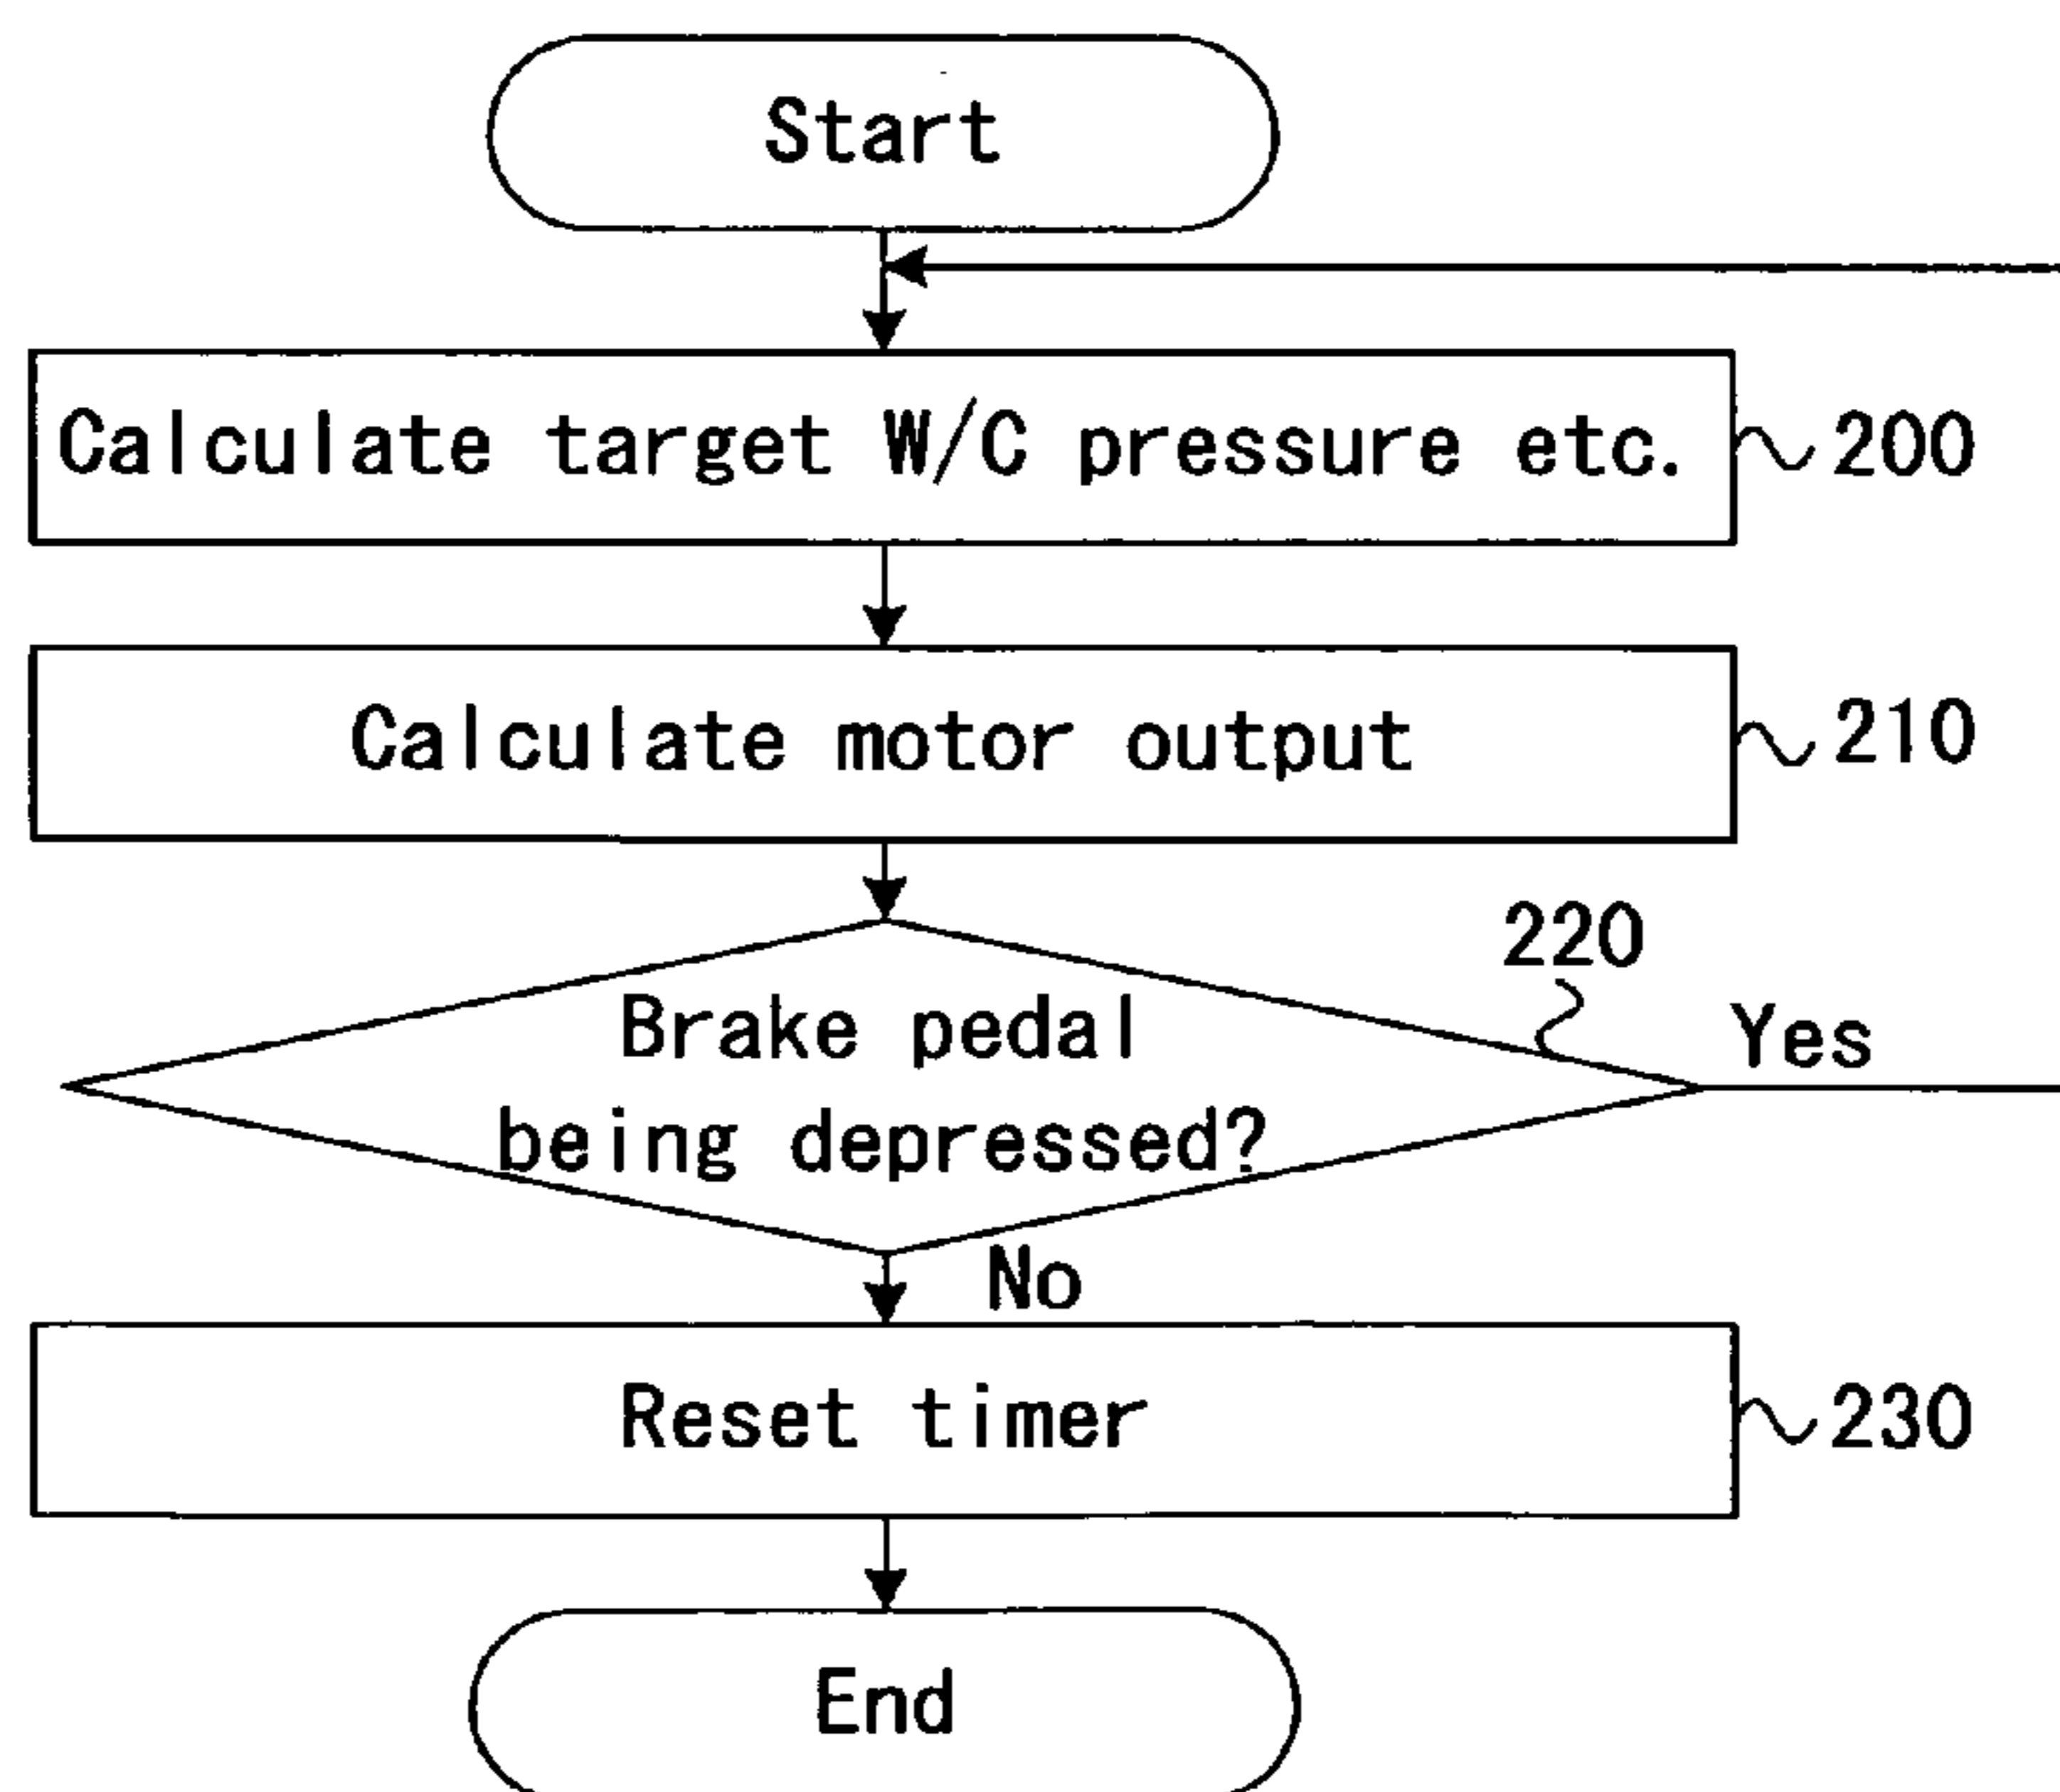 Start
Calculate target W/C pressure etc.
200
Calculate motor output
210
220
Brake pedal
being depressed?
Yes
No
Reset timer
230
End